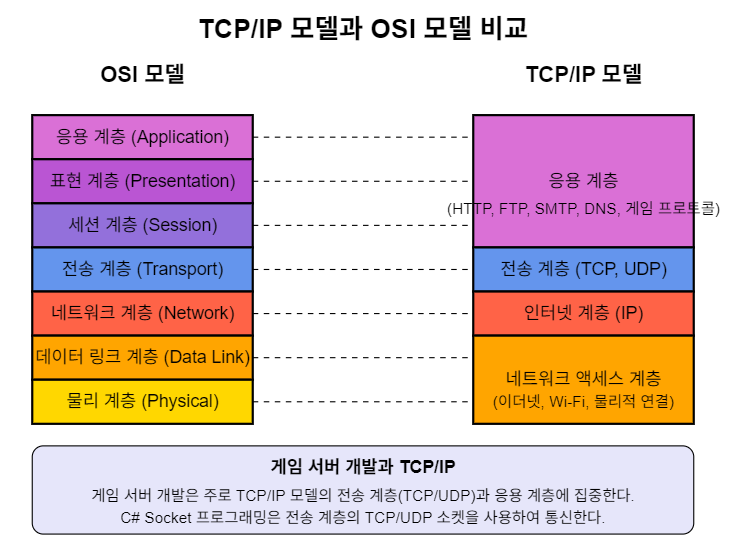 TCP/IP 모델과 OSI 모델 비교
OSI 모델
응용 계층 (Application)
표현 계층 (Presentation)
세션 계층 (Session)
전송 계층 (Transport)
네트워크 계층 (Network)
데이터 링크 계층 (Data Link)
물리 계층 (Physical)
TCP/IP 모델
응용 계층
(HTTP, FTP, SMTP, DNS, 게임 프로토콜)
전송 계층 (TCP, UDP)
인터넷 계층 (IP)
네트워크 액세스 계층
(이더넷, Wi-Fi, 물리적 연결)
게임 서버 개발과 TCP/IP
게임 서버 개발은 주로 TCP/IP 모델의 전송 계층(TCP/UDP)과 응용 계층에 집중한다.
C# Socket 프로그래밍은 전송 계층의 TCP/UDP 소켓을 사용하여 통신한다.